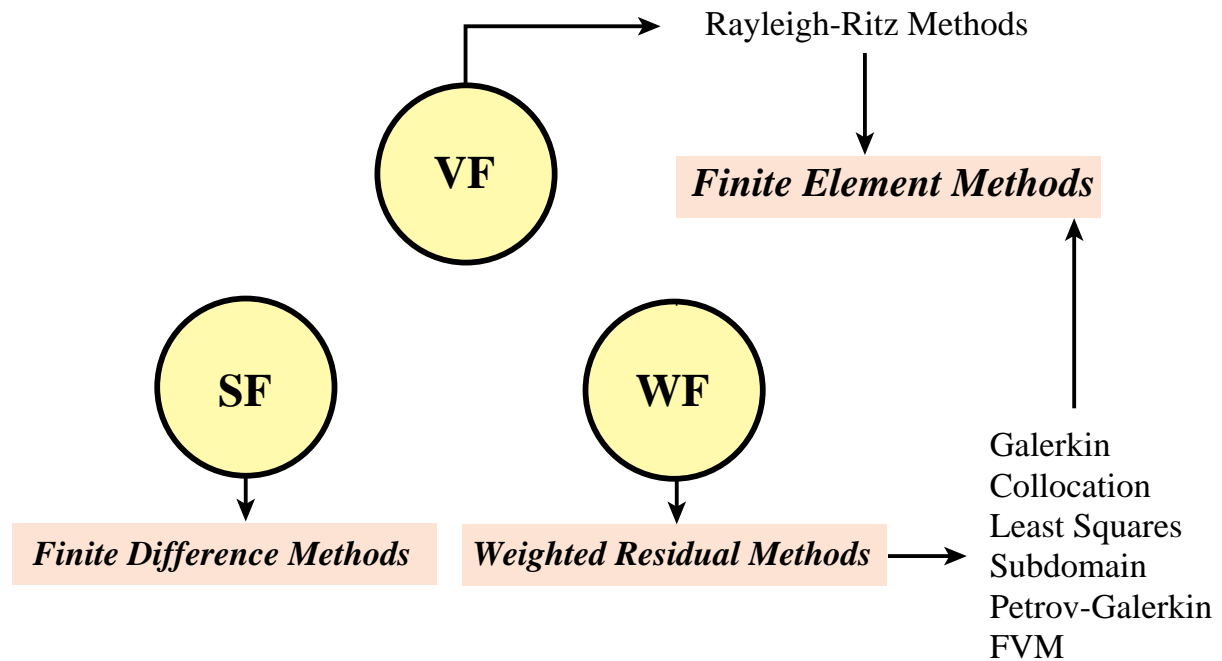 Rayleigh-Ritz Methods
VF
Finite Element Methods
SF
WF
Galerkin
Collocation
Least Squares
Subdomain
Petrov-Galerkin
FVM
Finite Difference Methods
Weighted Residual Methods